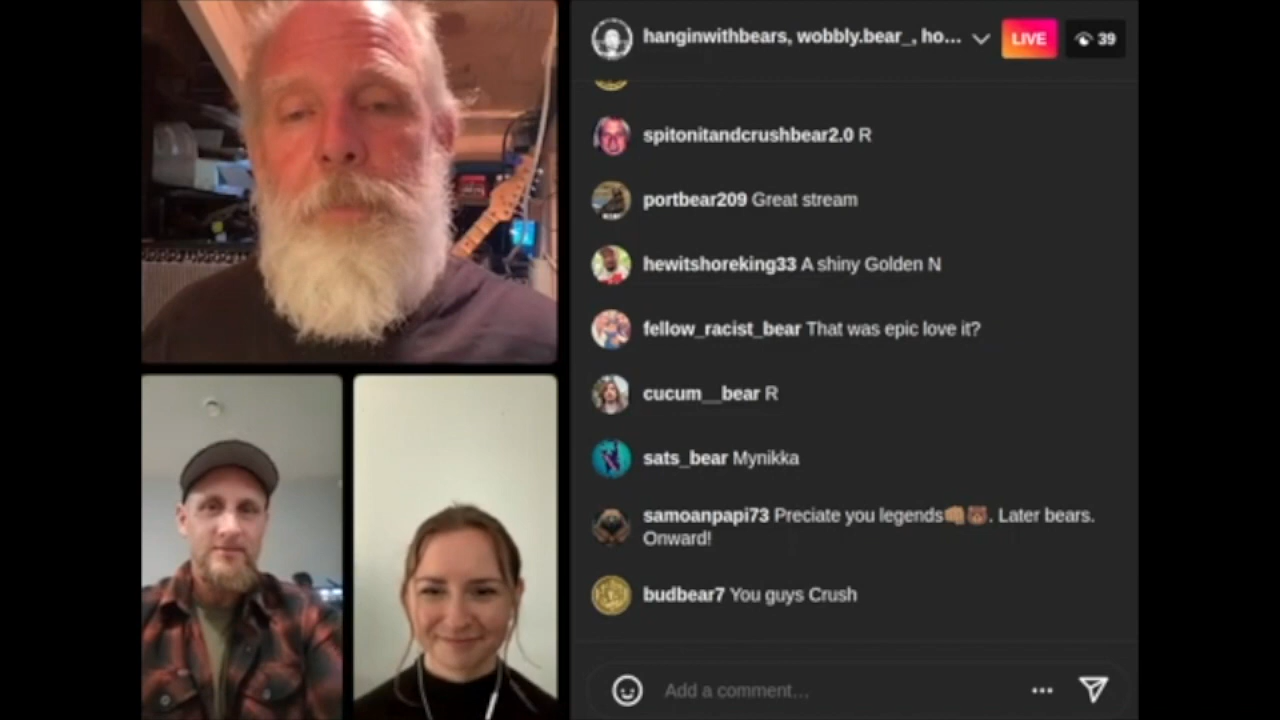 hanginwithbears, wobbly.bear_, ho...
LIVE
39
spitonitandcrushbear2.0 R
portbear209 Great stream
hewitshoreking33 A shiny Golden N
fellow_racist_bear That was epic love it?
cucum__bear R
sats_bear Mynikka
samoanpapi73 Preciate you legends👊🏽🐻. Later bears.
Onward!
budbear7 You guys Crush
Add a comment...